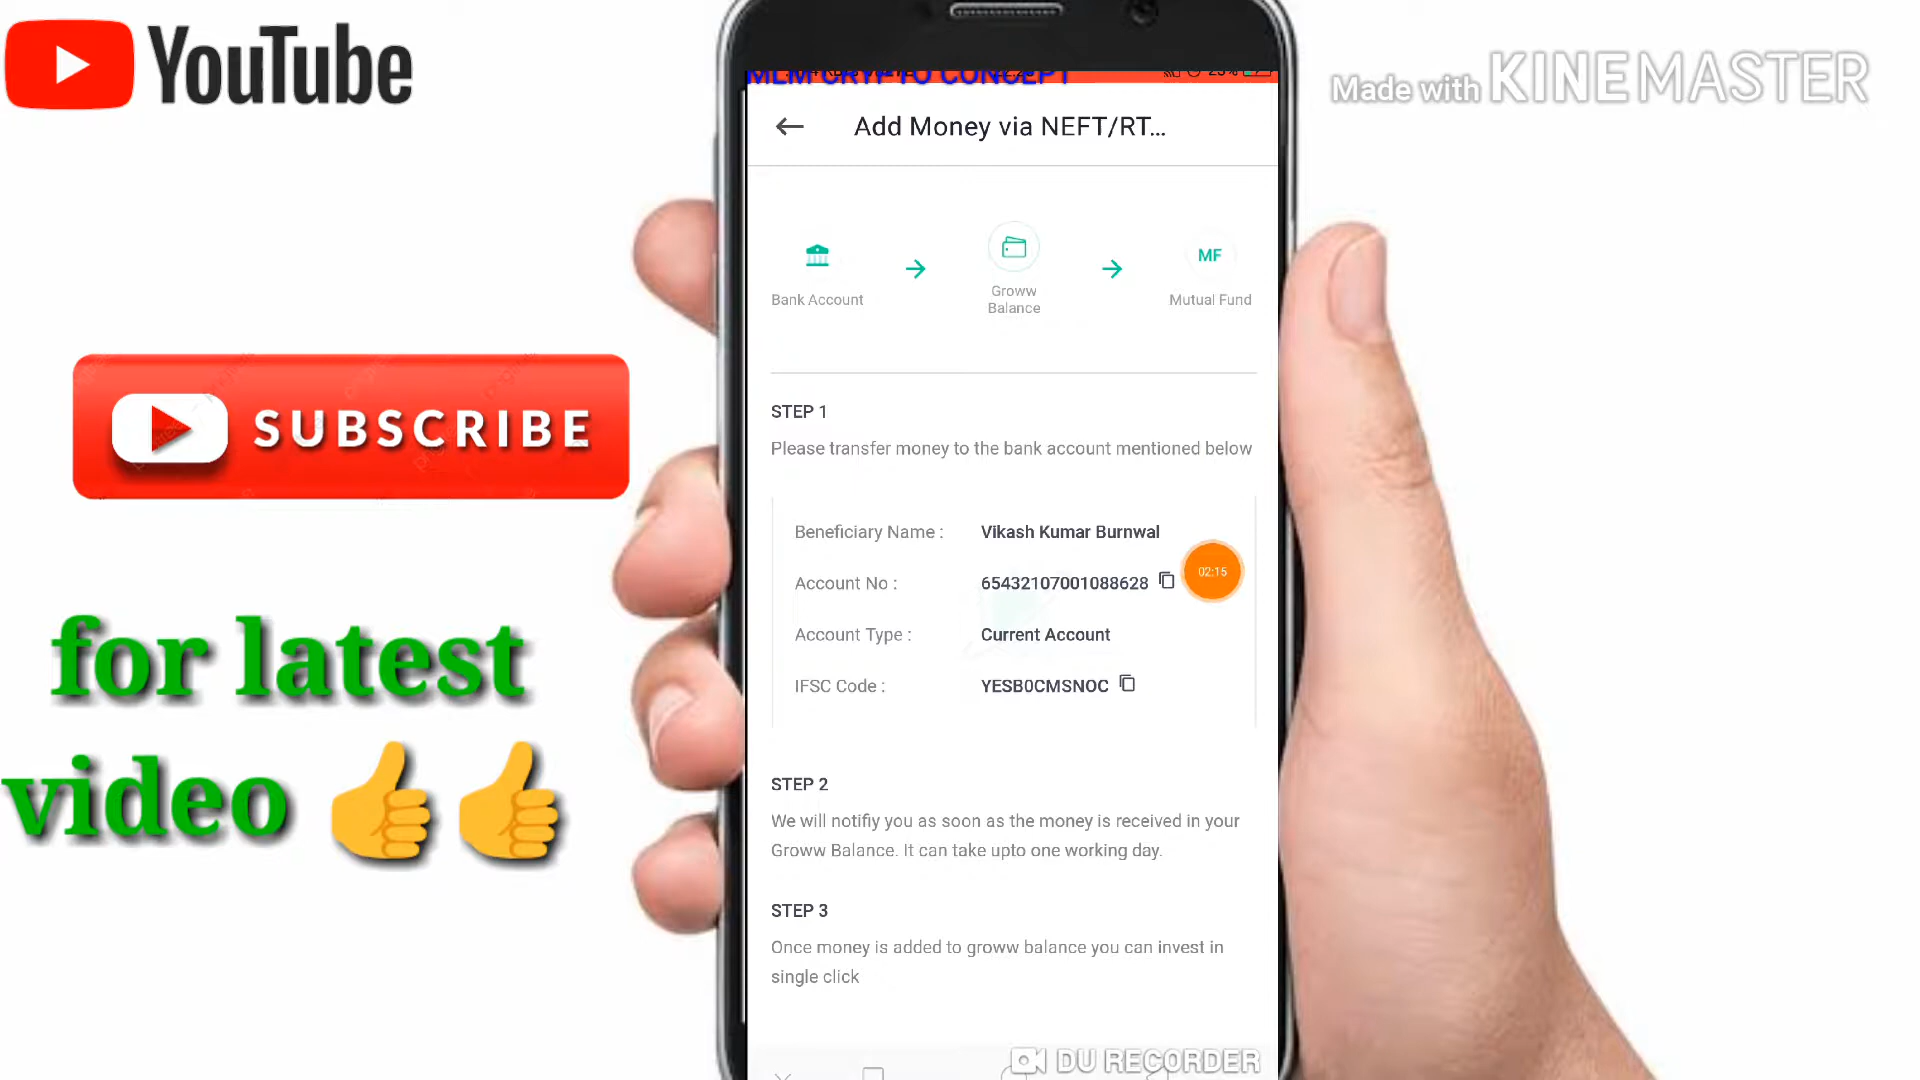 YouTube
Made with KINEMASTER
MLM CRYPTO CONCEPT
Add Money via NEFT/RT...
Bank Account
Groww
Balance
MF
Mutual Fund
SUBSCRIBE
for latest
video 👍👍
STEP 1
Please transfer money to the bank account mentioned below
Beneficiary Name : Vikash Kumar Burnwal
Account No : 65432107001088628
02:15
Account Type : Current Account
IFSC Code : YESB0CMSNOC
STEP 2
We will notifiy you as soon as the money is received in your
Groww Balance. It can take upto one working day.
STEP 3
Once money is added to groww balance you can invest in
single click
DU RECORDER